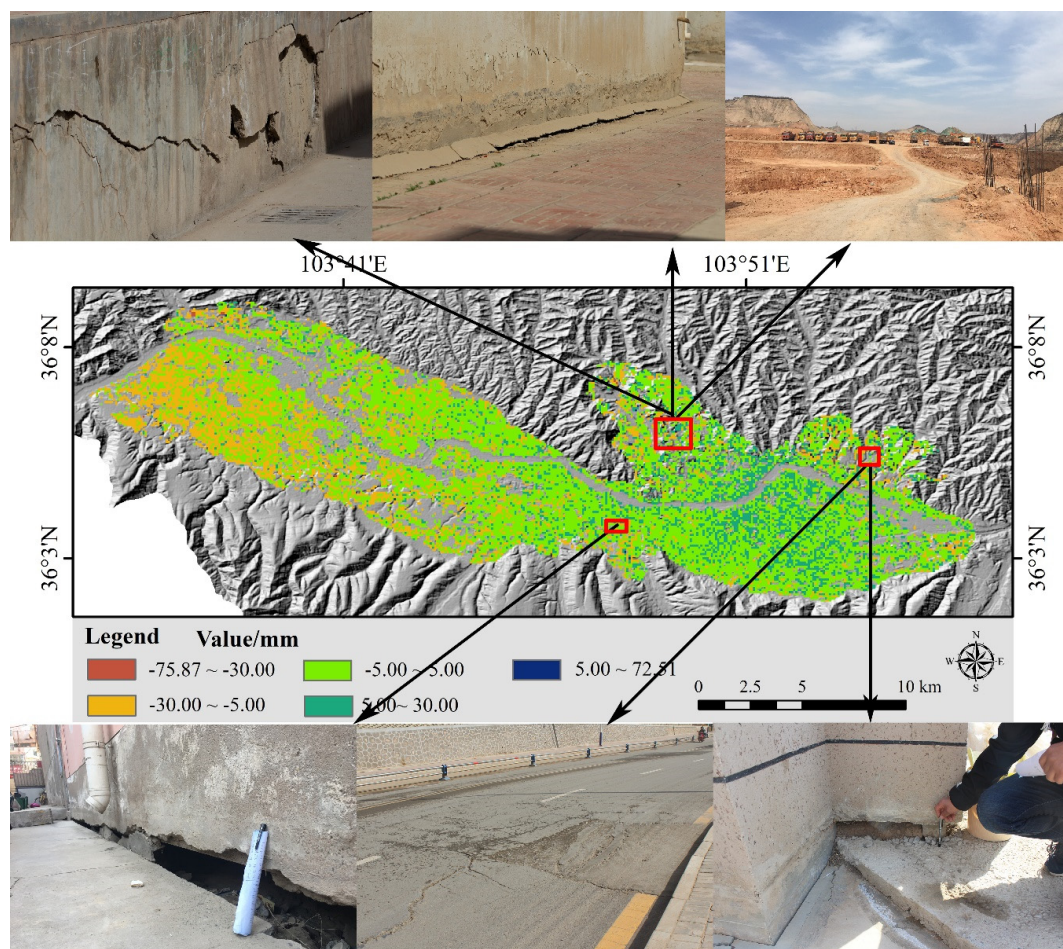 103°41'E 103°51'E
36°8'N 36°8'N
36°3'N 36°3'N
Legend Value/mm
-75.87 ~ -30.00 -5.00 ~ 5.00 5.00 ~ 72.51
-30.00 ~ -5.00 5.00~ 30.00
N
W E
S
0 2.5 5 10 km